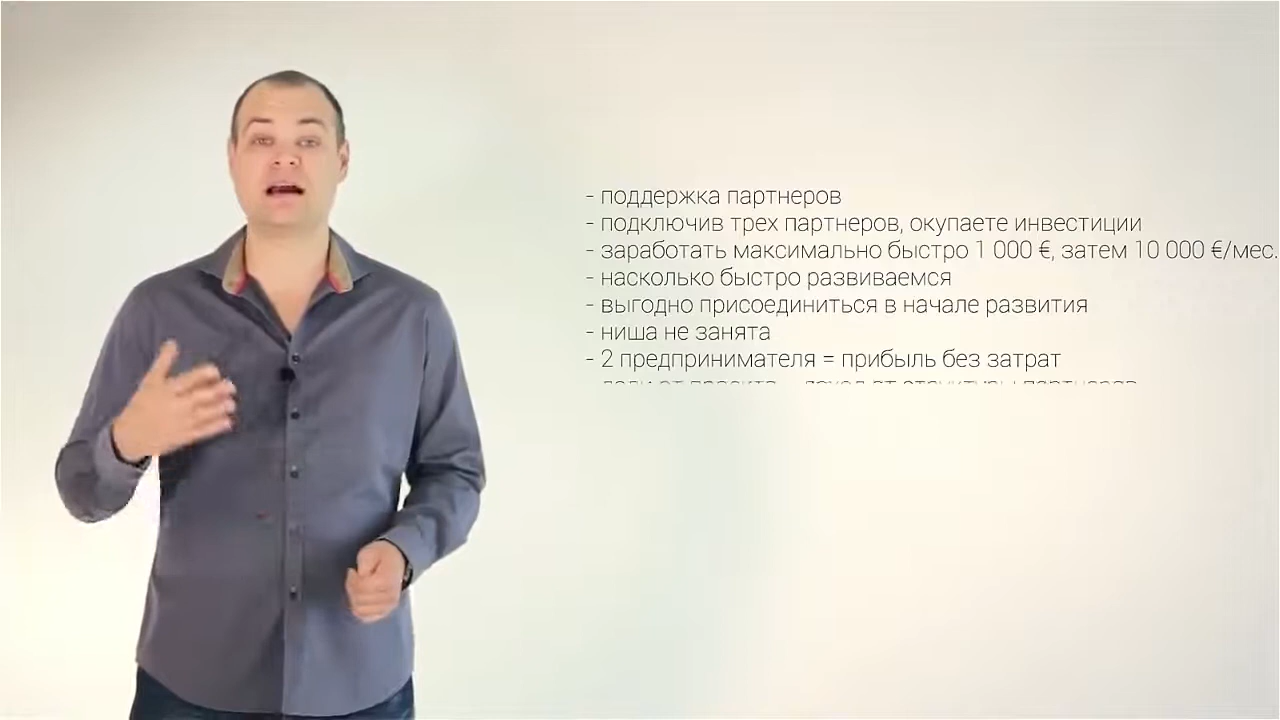 - поддержка партнеров
- подключив трех партнеров, окупаете инвестиции
- заработать максимально быстро 1 000 €, затем 10 000 €/мес.
- насколько быстро развиваемся
- выгодно присоединиться в начале развития
- ниша не занята
- 2 предпринимателя = прибыль без затрат